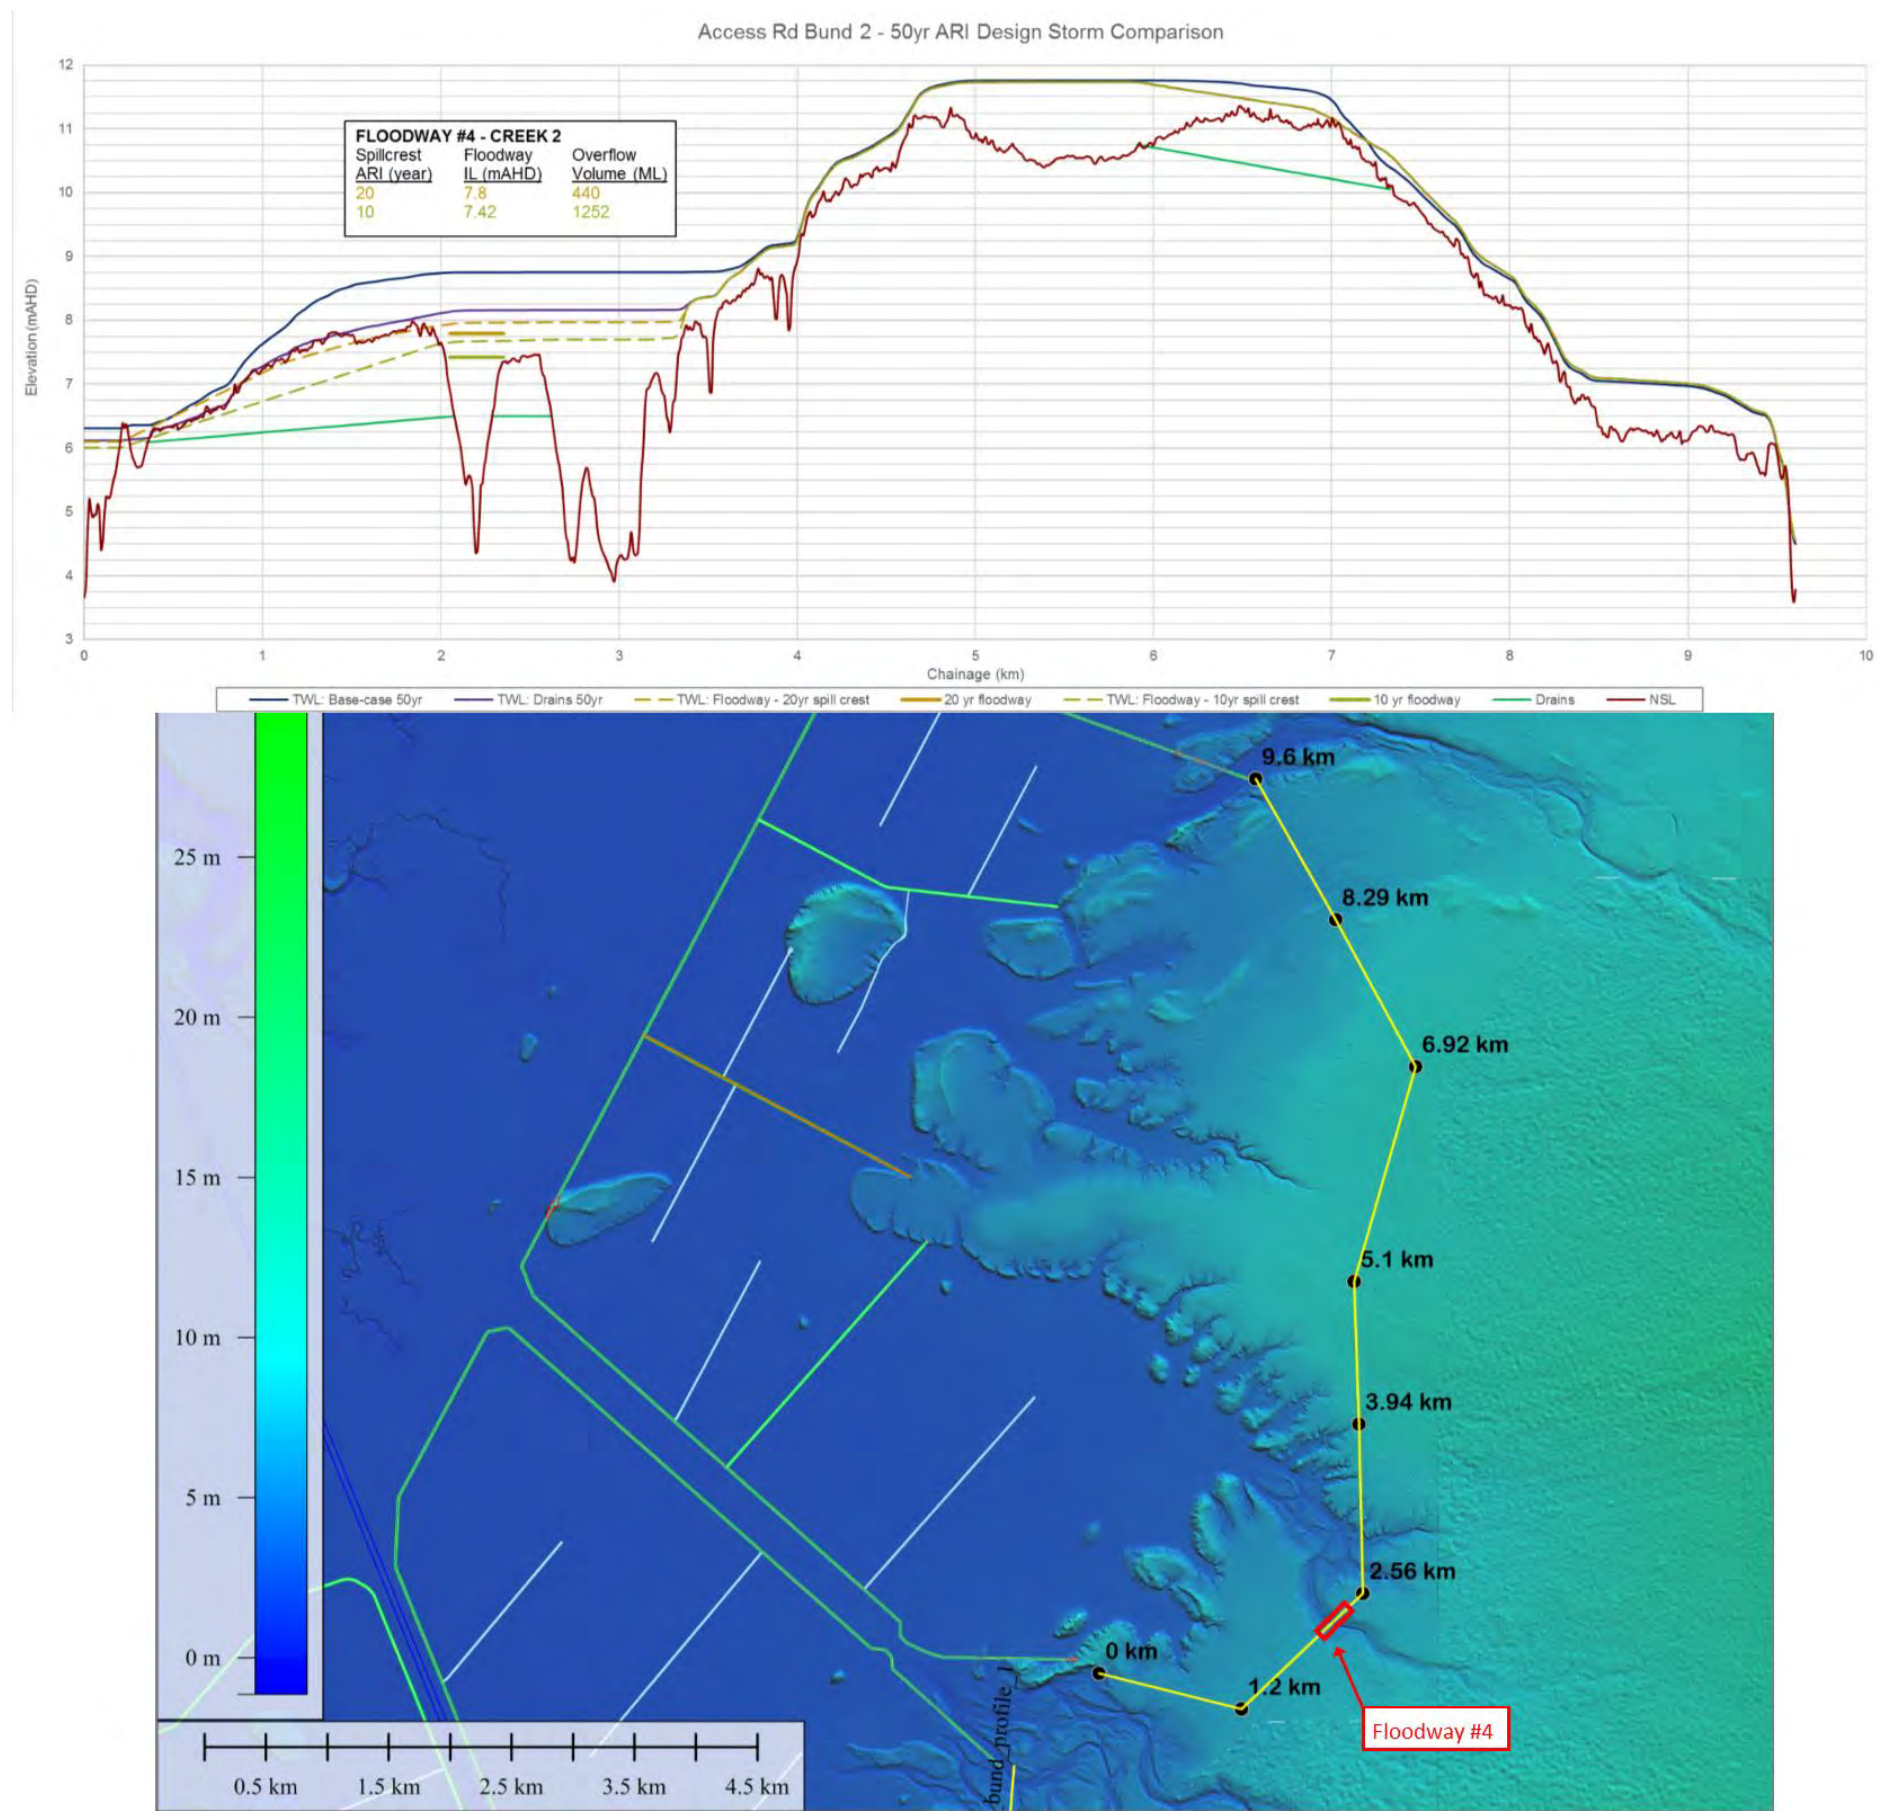 Access Rd Bund 2 - 50yr ARI Design Storm Comparison
12
11
10
9
8
7
6
5
4
3
Elevation (mAHD)
FLOODWAY #4 - CREEK 2
Spillcrest Floodway Overflow
ARI (year) IL (mAHD) Volume (ML)
20 7.8 440
10 7.42 1252
0 1 2 3 4 5 6 7 8 9 10
Chainage (km)
TWL: Base-case 50yr TWL: Drains 50yr TWL: Floodway - 20yr spill crest 20 yr floodway TWL: Floodway - 10yr spill crest 10 yr floodway Drains NSL
25 m
20 m
15 m
10 m
5 m
0 m
9.6 km
8.29 km
6.92 km
5.1 km
3.94 km
2.56 km
0 km
1.2 km
Floodway #4
bund_profile_1
0.5 km 1.5 km 2.5 km 3.5 km 4.5 km